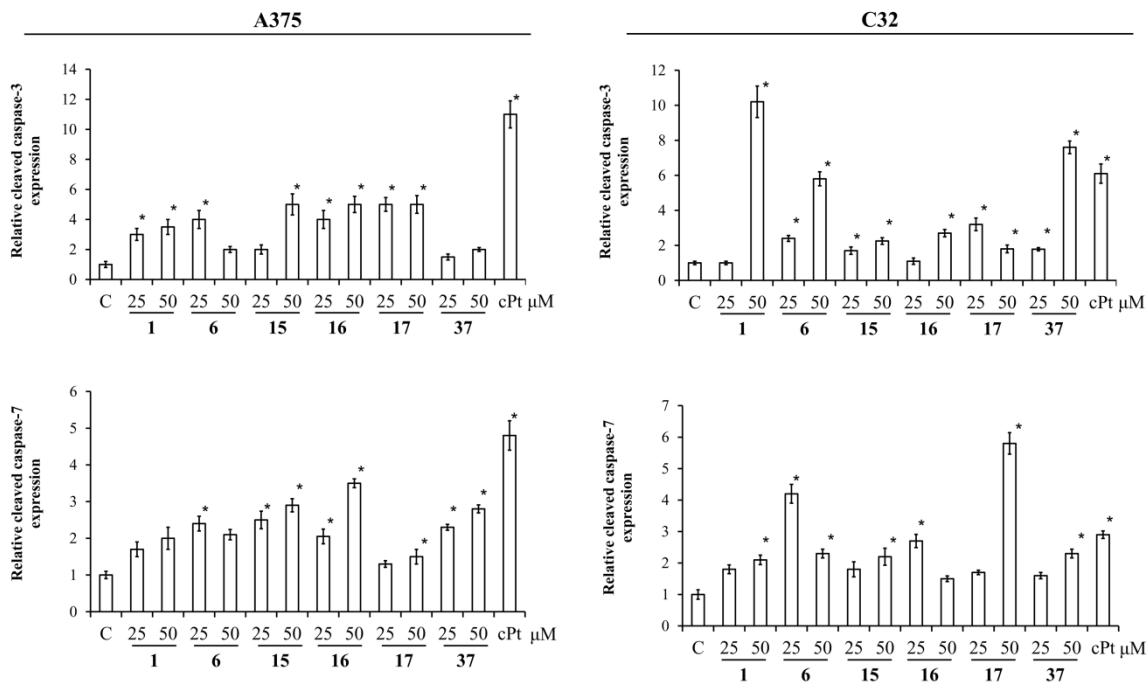 A375
C32
Relative cleaved caspase-3
expression
14
12
10
8
6
4
2
0
* * * * * * * *
C 25 50 25 50 25 50 25 50 25 50 25 50 cPt μM
1 6 15 16 17 37
Relative cleaved caspase-3
expression
12
10
8
6
4
2
0
* * * * * * * * * * *
C 25 50 25 50 25 50 25 50 25 50 25 50 cPt μM
1 6 15 16 17 37
Relative cleaved caspase-7
expression
6
5
4
3
2
1
0
* * * * * * * * *
C 25 50 25 50 25 50 25 50 25 50 25 50 cPt μM
1 6 15 16 17 37
Relative cleaved caspase-7
expression
7
6
5
4
3
2
1
0
* * * * * * * *
C 25 50 25 50 25 50 25 50 25 50 25 50 cPt μM
1 6 15 16 17 37